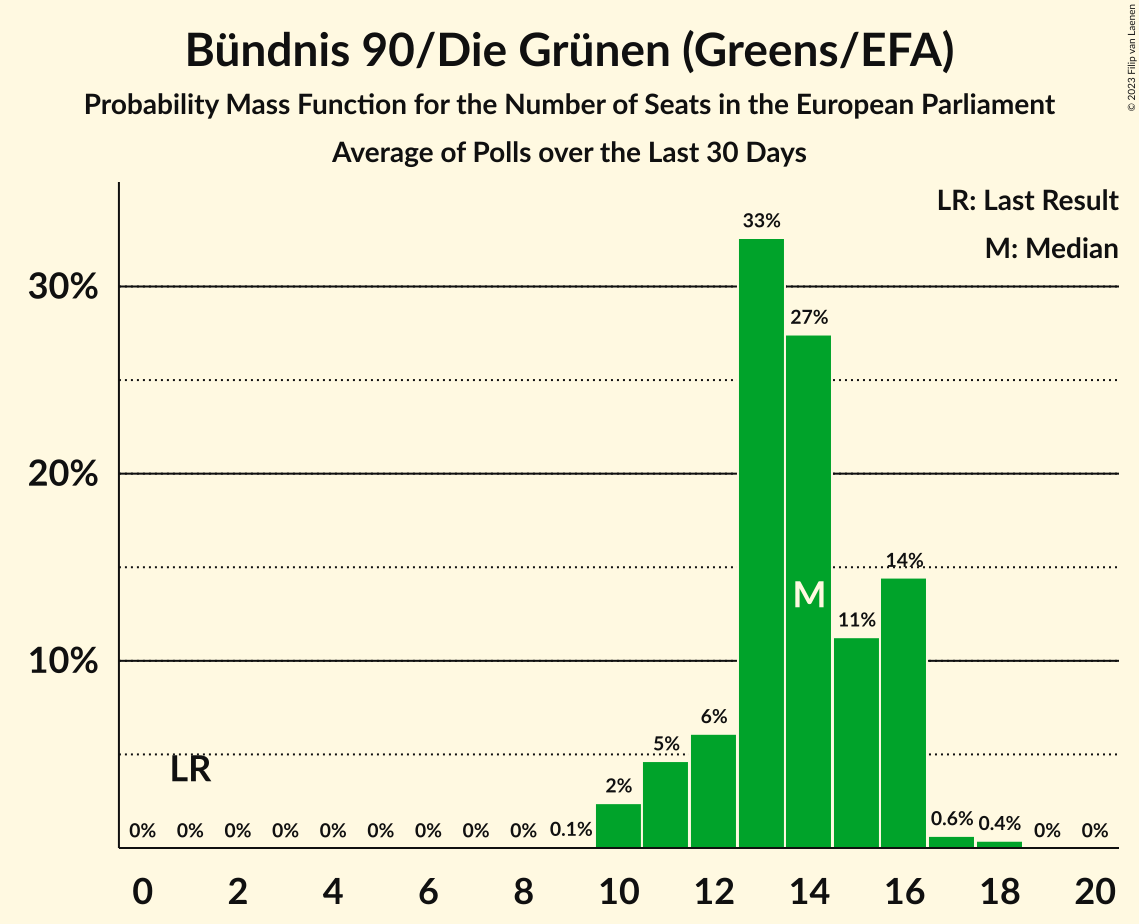 Bündnis 90/Die Grünen (Greens/EFA)
Probability Mass Function for the Number of Seats in the European Parliament
Average of Polls over the Last 30 Days
© 2023 Filip van Laenen
LR: Last Result
M: Median
33%
30%
27%
20%
14%
M
11%
10%
6%
5%
LR
2%
0% 0% 0% 0% 0% 0% 0% 0% 0% 0.1% 0.6% 0.4% 0% 0%
0 2 4 6 8 10 12 14 16 18 20